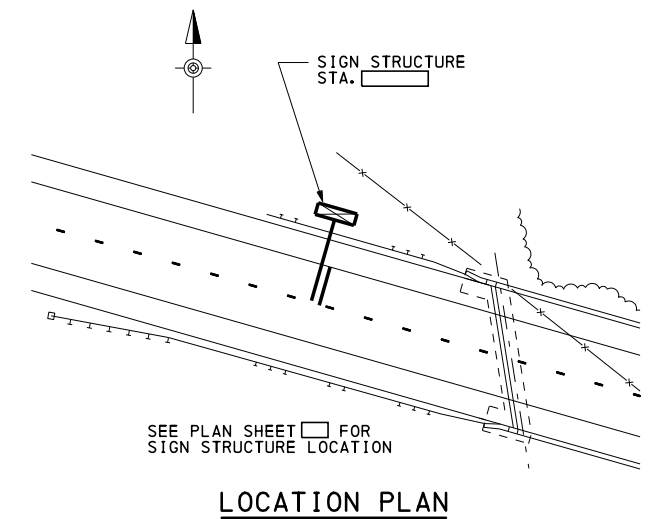 SIGN STRUCTURE
STA.
SEE PLAN SHEET FOR
SIGN STRUCTURE LOCATION
LOCATION PLAN